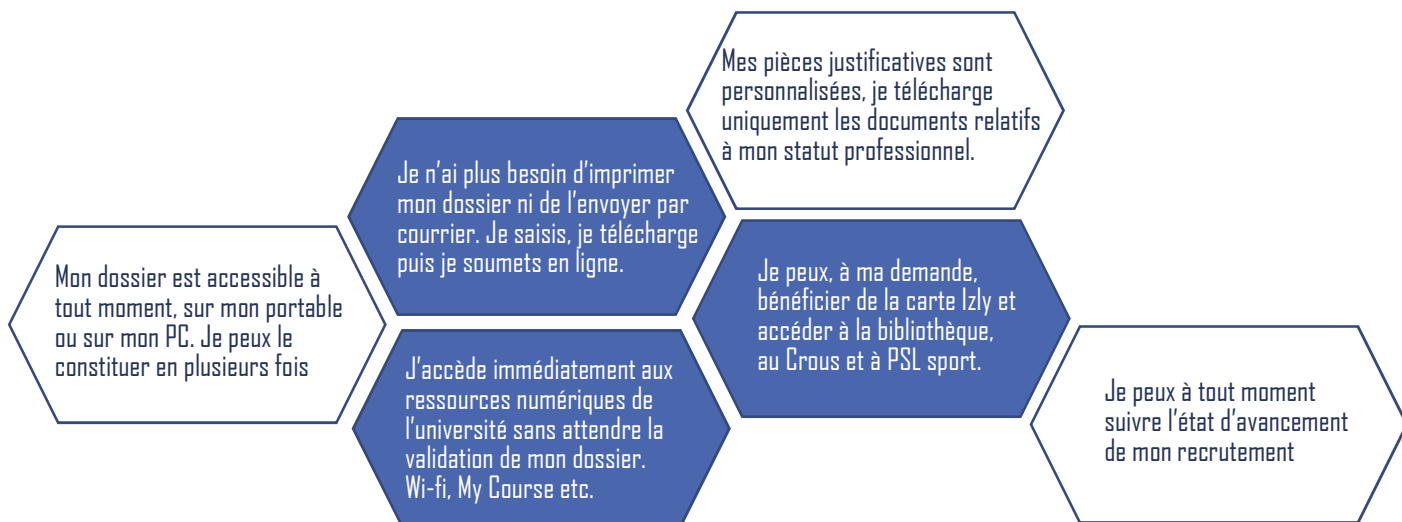 Mes pièces justificatives sont
personnalisées, je télécharge
uniquement les documents relatifs
à mon statut professionnel.
Je n'ai plus besoin d'imprimer
mon dossier ni de l'envoyer par
courrier. Je saisis, je télécharge
puis je soumets en ligne.
Mon dossier est accessible à
tout moment, sur mon portable
ou sur mon PC. Je peux le
constituer en plusieurs fois
Je peux, à ma demande,
bénéficier de la carte Izly et
accéder à la bibliothèque,
au Crous et à PSL sport.
J'accède immédiatement aux
ressources numériques de
l'université sans attendre la
validation de mon dossier.
Wi-fi, My Course etc.
Je peux à tout moment
suivre l'état d'avancement
de mon recrutement